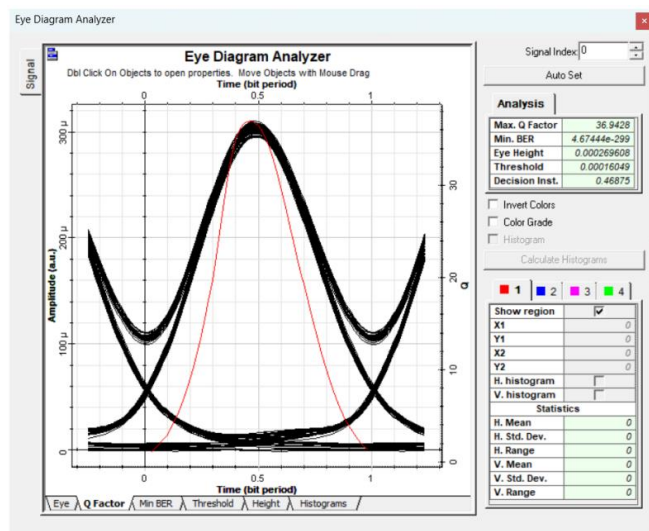 Eye Diagram Analyzer
Signal Index: 0
Auto Set
Signal
Eye Diagram Analyzer
Dbl Click On Objects to open properties. Move Objects with Mouse Drag
Time (bit period)
0 0.5 1
Amplitude (a.u.)
300 µ
200 µ
100 µ
0
Q
30
20
10
0
0 0.5 1
Time (bit period)
Eye Q Factor Min BER Threshold Height Histograms
Analysis
Max. Q Factor 36.9428
Min. BER 4.67444e-299
Eye Height 0.000269608
Threshold 0.00016049
Decision Inst. 0.46875
Invert Colors
Color Grade
Histogram
Calculate Histograms
1 2 3 4
Show region
X1 0
Y1 0
X2 0
Y2 0
H. histogram
V. histogram
Statistics
H. Mean 0
H. Std. Dev. 0
H. Range 0
V. Mean 0
V. Std. Dev. 0
V. Range 0